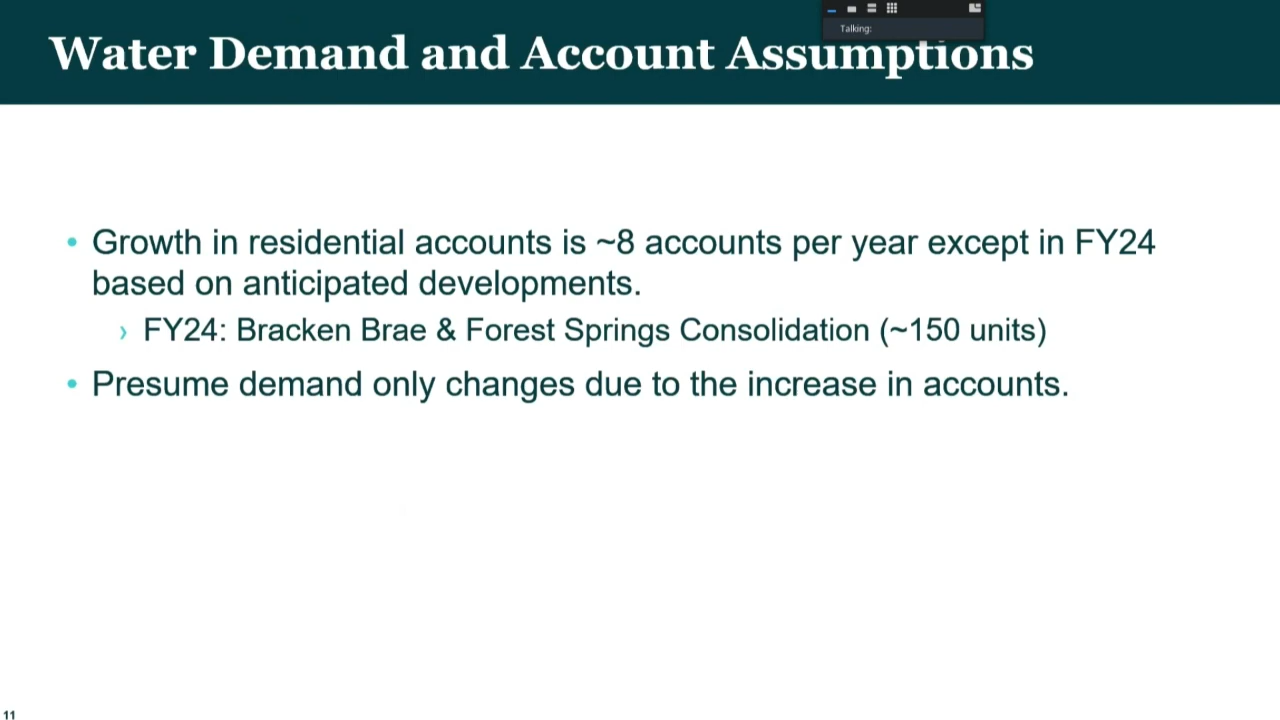 Talking:
Water Demand and Account Assumptions
• Growth in residential accounts is ~8 accounts per year except in FY24
based on anticipated developments.
› FY24: Bracken Brae & Forest Springs Consolidation (~150 units)
• Presume demand only changes due to the increase in accounts.
11